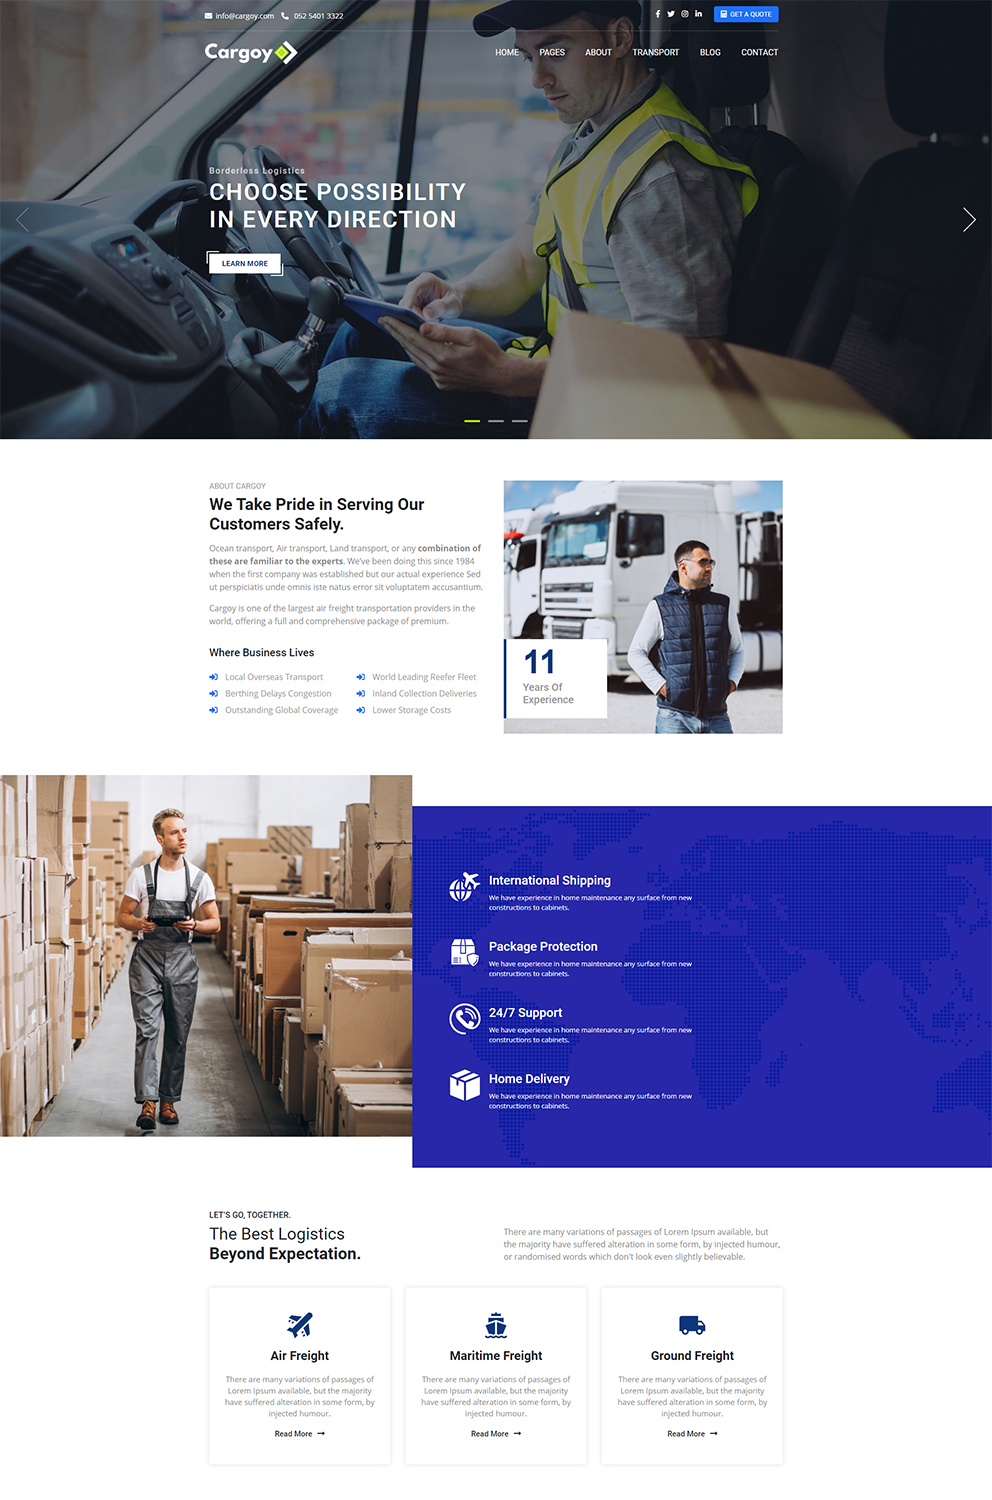 info@cargoy.com 052 5401 3322
GET A QUOTE
Cargoy
HOME PAGES ABOUT TRANSPORT BLOG CONTACT
Borderless Logistics
CHOOSE POSSIBILITY
IN EVERY DIRECTION
LEARN MORE
ABOUT CARGOY
We Take Pride in Serving Our
Customers Safely.
Ocean transport, Air transport, Land transport, or any combination of
these are familiar to the experts. We've been doing this since 1984
when the first company was established but our actual experience Sed
ut perspiciatis unde omnis iste natus error sit voluptatem accusantium.
Cargoy is one of the largest air freight transportation providers in the
world, offering a full and comprehensive package of premium.
Where Business Lives
Local Overseas Transport
World Leading Reefer Fleet
Berthing Delays Congestion
Inland Collection Deliveries
Outstanding Global Coverage
Lower Storage Costs
11
Years Of
Experience
International Shipping
We have experience in home maintenance any surface from new
constructions to cabinets.
Package Protection
We have experience in home maintenance any surface from new
constructions to cabinets.
24/7 Support
We have experience in home maintenance any surface from new
constructions to cabinets.
Home Delivery
We have experience in home maintenance any surface from new
constructions to cabinets.
LET'S GO, TOGETHER.
The Best Logistics
Beyond Expectation.
There are many variations of passages of Lorem Ipsum available, but
the majority have suffered alteration in some form, by injected humour,
or randomised words which don't look even slightly believable.
Air Freight
There are many variations of passages of
Lorem Ipsum available, but the majority
have suffered alteration in some form, by
injected humour.
Read More
Maritime Freight
There are many variations of passages of
Lorem Ipsum available, but the majority
have suffered alteration in some form, by
injected humour.
Read More
Ground Freight
There are many variations of passages of
Lorem Ipsum available, but the majority
have suffered alteration in some form, by
injected humour.
Read More